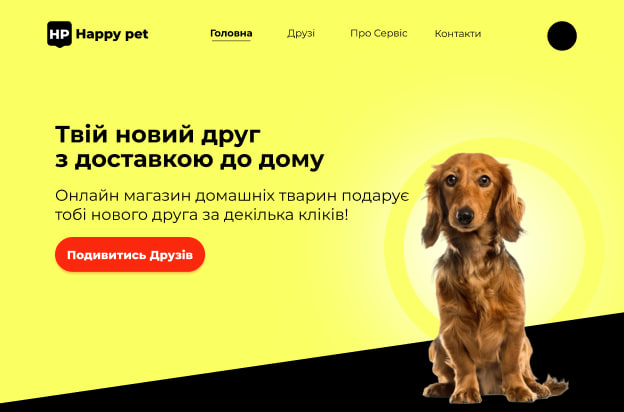 HP Happy pet
Головна Друзі Про Сервіс Контакти
Твій новий друг
з доставкою до дому
Онлайн магазин домашніх тварин подарує
тобі нового друга за декілька кліків!
Подивитись Друзів